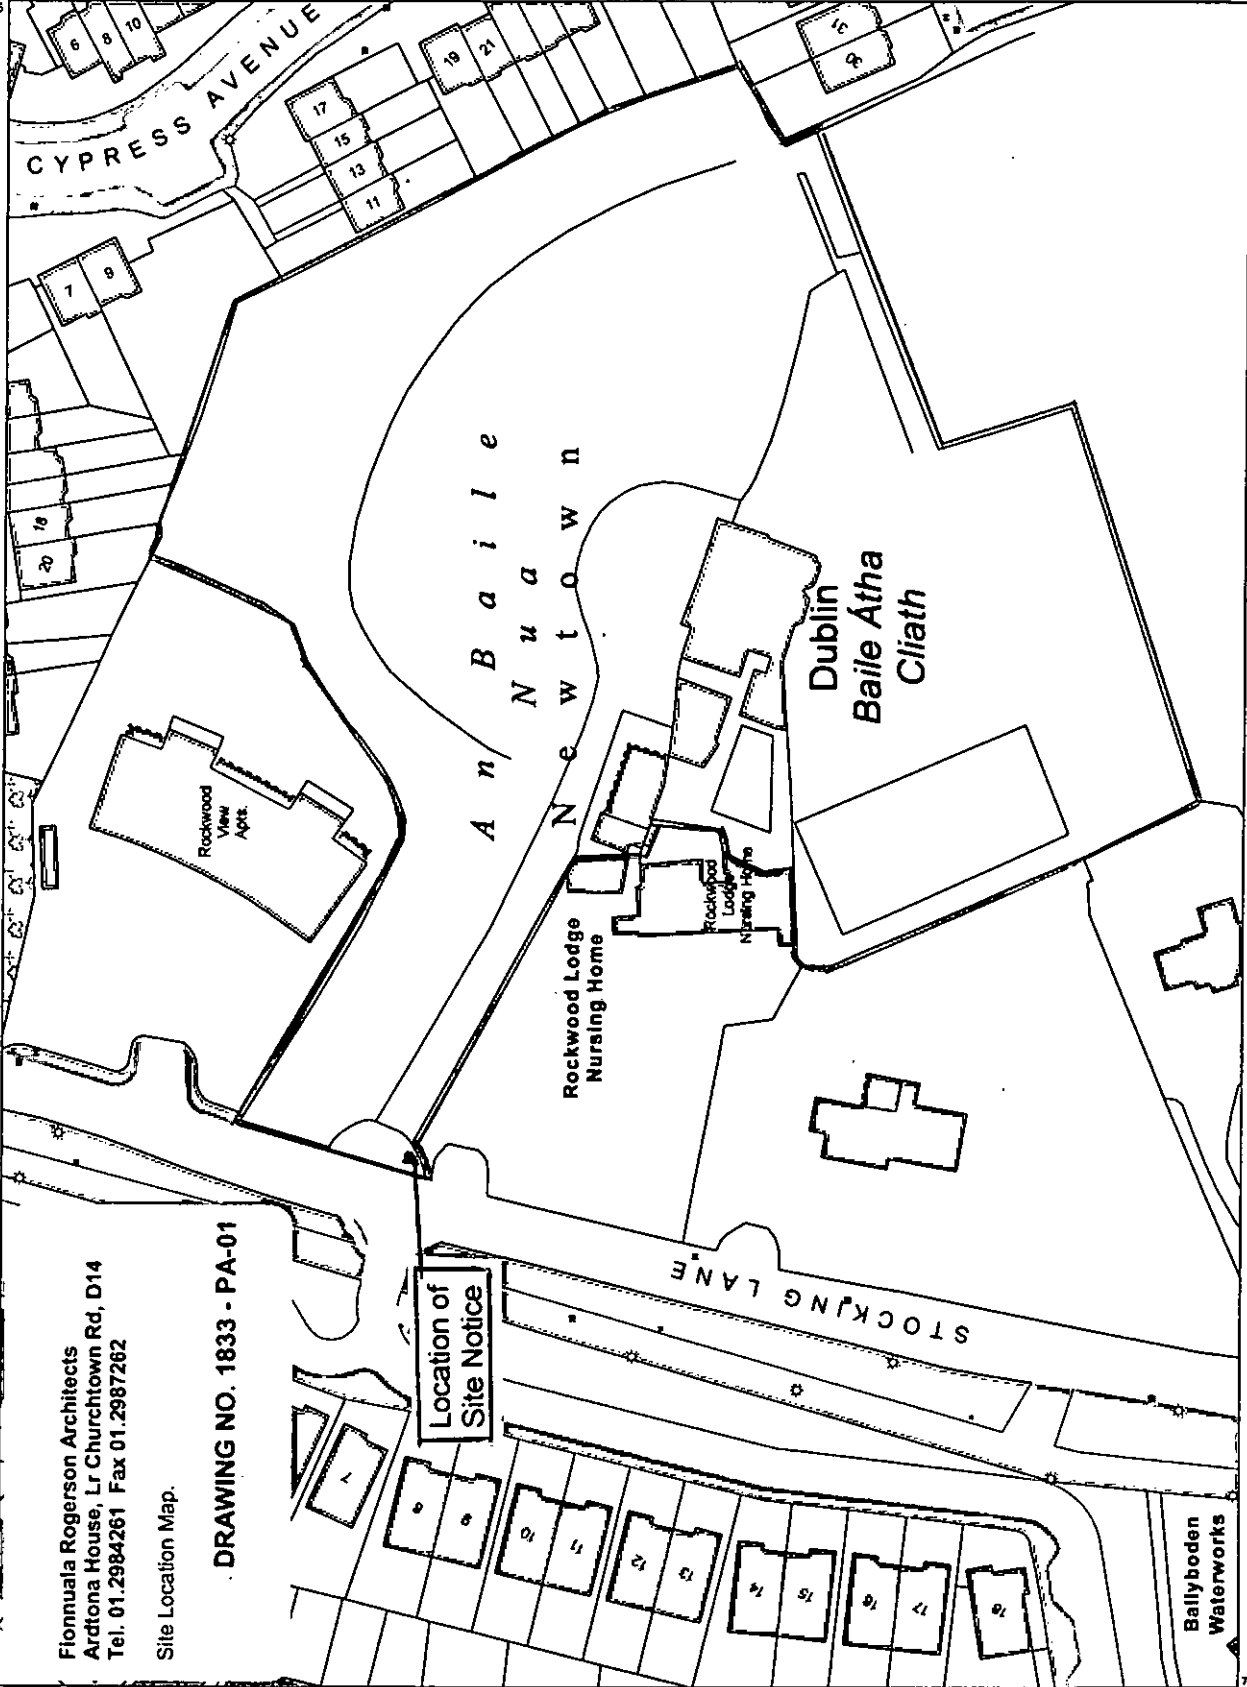 Fionnuala Rogerson Architects
Ardtona House, Lr Churchtown Rd, D14
Tel. 01.2984261 Fax 01.2987262
Site Location Map.
DRAWING NO. 1833 - PA-01
Location of
Site Notice
CYPRESS AVENUE
6
8
10
19
21
17
15
13
11
7
9
18
20
31
Rockwood
View
Apts.
An Baile
Nua
Newtown
Dublin
Baile Átha
Cliath
Rockwood Lodge
Nursing Home
Rockwood
Lodge
Nursing Home
STOCKING LANE
7
8
9
10
11
12
13
14
15
16
17
18
Ballyboden
Waterworks